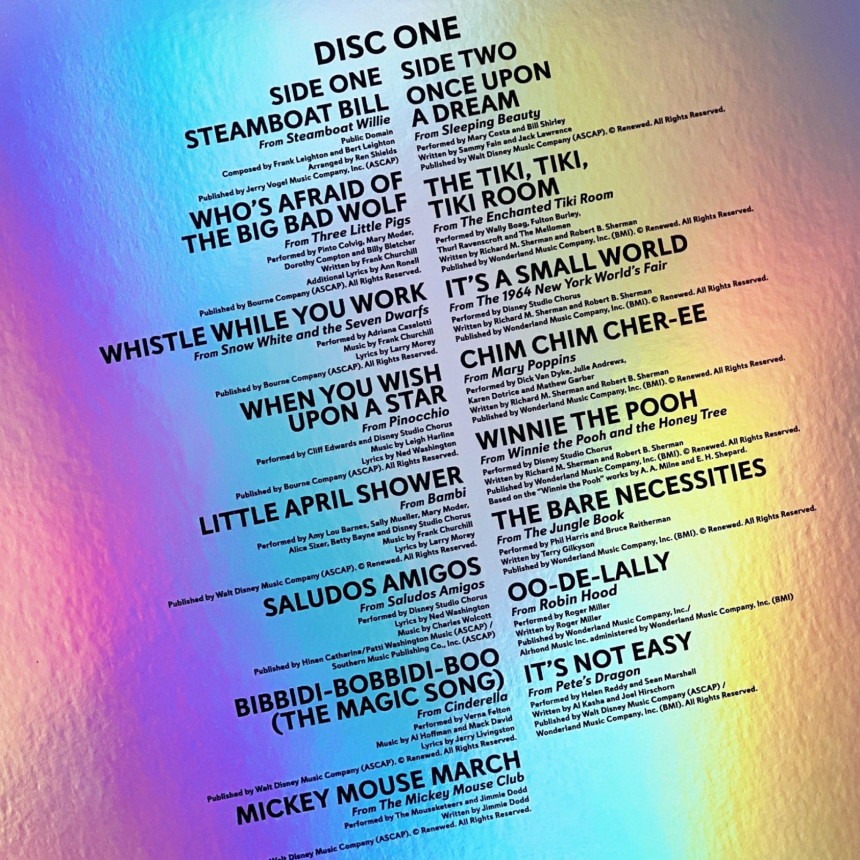 DISC ONE
SIDE ONE
STEAMBOAT BILL
From Steamboat Willie
Public Domain
Composed by Frank Leighton and Bert Leighton
Arranged by Ren Shields
Published by Jerry Vogel Music Company, Inc. (ASCAP)
WHO'S AFRAID OF
THE BIG BAD WOLF
From Three Little Pigs
Performed by Pinto Colvig, Mary Moder,
Dorothy Compton and Billy Bletcher
Written by Frank Churchill
Additional Lyrics by Ann Ronell
Published by Bourne Company (ASCAP). All Rights Reserved.
WHISTLE WHILE YOU WORK
From Snow White and the Seven Dwarfs
Performed by Adriana Caselotti
Music by Frank Churchill
Lyrics by Larry Morey
Published by Bourne Company (ASCAP). All Rights Reserved.
WHEN YOU WISH
UPON A STAR
From Pinocchio
Performed by Cliff Edwards and Disney Studio Chorus
Music by Leigh Harline
Lyrics by Ned Washington
Published by Bourne Company (ASCAP). All Rights Reserved.
LITTLE APRIL SHOWER
From Bambi
Performed by Amy Lou Barnes, Sally Mueller, Mary Moder,
Alice Sizer, Betty Bayne and Disney Studio Chorus
Music by Frank Churchill
Lyrics by Larry Morey
Published by Walt Disney Music Company (ASCAP). © Renewed. All Rights Reserved.
SALUDOS AMIGOS
From Saludos Amigos
Performed by Disney Studio Chorus
Lyrics by Ned Washington
Music by Charles Wolcott
Published by Hinan Catharina/Patti Washington Music (ASCAP) /
Southern Music Publishing Co., Inc. (ASCAP)
BIBBIDI-BOBBIDI-BOO
(THE MAGIC SONG)
From Cinderella
Performed by Verna Felton
Music by Al Hoffman and Mack David
Lyrics by Jerry Livingston
Published by Walt Disney Music Company (ASCAP). © Renewed. All Rights Reserved.
MICKEY MOUSE MARCH
From The Mickey Mouse Club
Performed by The Mouseketeers and Jimmie Dodd
Written by Jimmie Dodd
Walt Disney Music Company (ASCAP). © Renewed. All Rights Reserved.
SIDE TWO
ONCE UPON
A DREAM
From Sleeping Beauty
Performed by Mary Costa and Bill Shirley
Written by Sammy Fain and Jack Lawrence
Published by Walt Disney Music Company (ASCAP). © Renewed. All Rights Reserved.
THE TIKI, TIKI,
TIKI ROOM
From The Enchanted Tiki Room
Performed by Wally Boag, Fulton Burley,
Thurl Ravenscroft and The Mellomen
Written by Richard M. Sherman and Robert B. Sherman
Published by Wonderland Music Company, Inc. (BMI). © Renewed. All Rights Reserved.
IT'S A SMALL WORLD
From The 1964 New York World's Fair
Performed by Disney Studio Chorus
Written by Richard M. Sherman and Robert B. Sherman
Published by Wonderland Music Company, Inc. (BMI). © Renewed. All Rights Reserved.
CHIM CHIM CHER-EE
From Mary Poppins
Performed by Dick Van Dyke, Julie Andrews,
Karen Dotrice and Mathew Garber
Written by Richard M. Sherman and Robert B. Sherman
Published by Wonderland Music Company, Inc. (BMI). © Renewed. All Rights Reserved.
WINNIE THE POOH
From Winnie the Pooh and the Honey Tree
Performed by Disney Studio Chorus
Written by Richard M. Sherman and Robert B. Sherman
Published by Wonderland Music Company, Inc. (BMI). © Renewed. All Rights Reserved.
Based on the "Winnie the Pooh" works by A. A. Milne and E. H. Shepard.
THE BARE NECESSITIES
From The Jungle Book
Performed by Phil Harris and Bruce Reitherman
Written by Terry Gilkyson
Published by Wonderland Music Company, Inc. (BMI). © Renewed. All Rights Reserved.
OO-DE-LALLY
From Robin Hood
Performed by Roger Miller
Written by Roger Miller
Published by Wonderland Music Company, Inc./
Alrhond Music Inc. administered by Wonderland Music Company, Inc. (BMI)
IT'S NOT EASY
From Pete's Dragon
Performed by Helen Reddy and Sean Marshall
Written by Al Kasha and Joel Hirschorn
Published by Walt Disney Music Company (ASCAP) /
Wonderland Music Company, Inc. (BMI). All Rights Reserved.